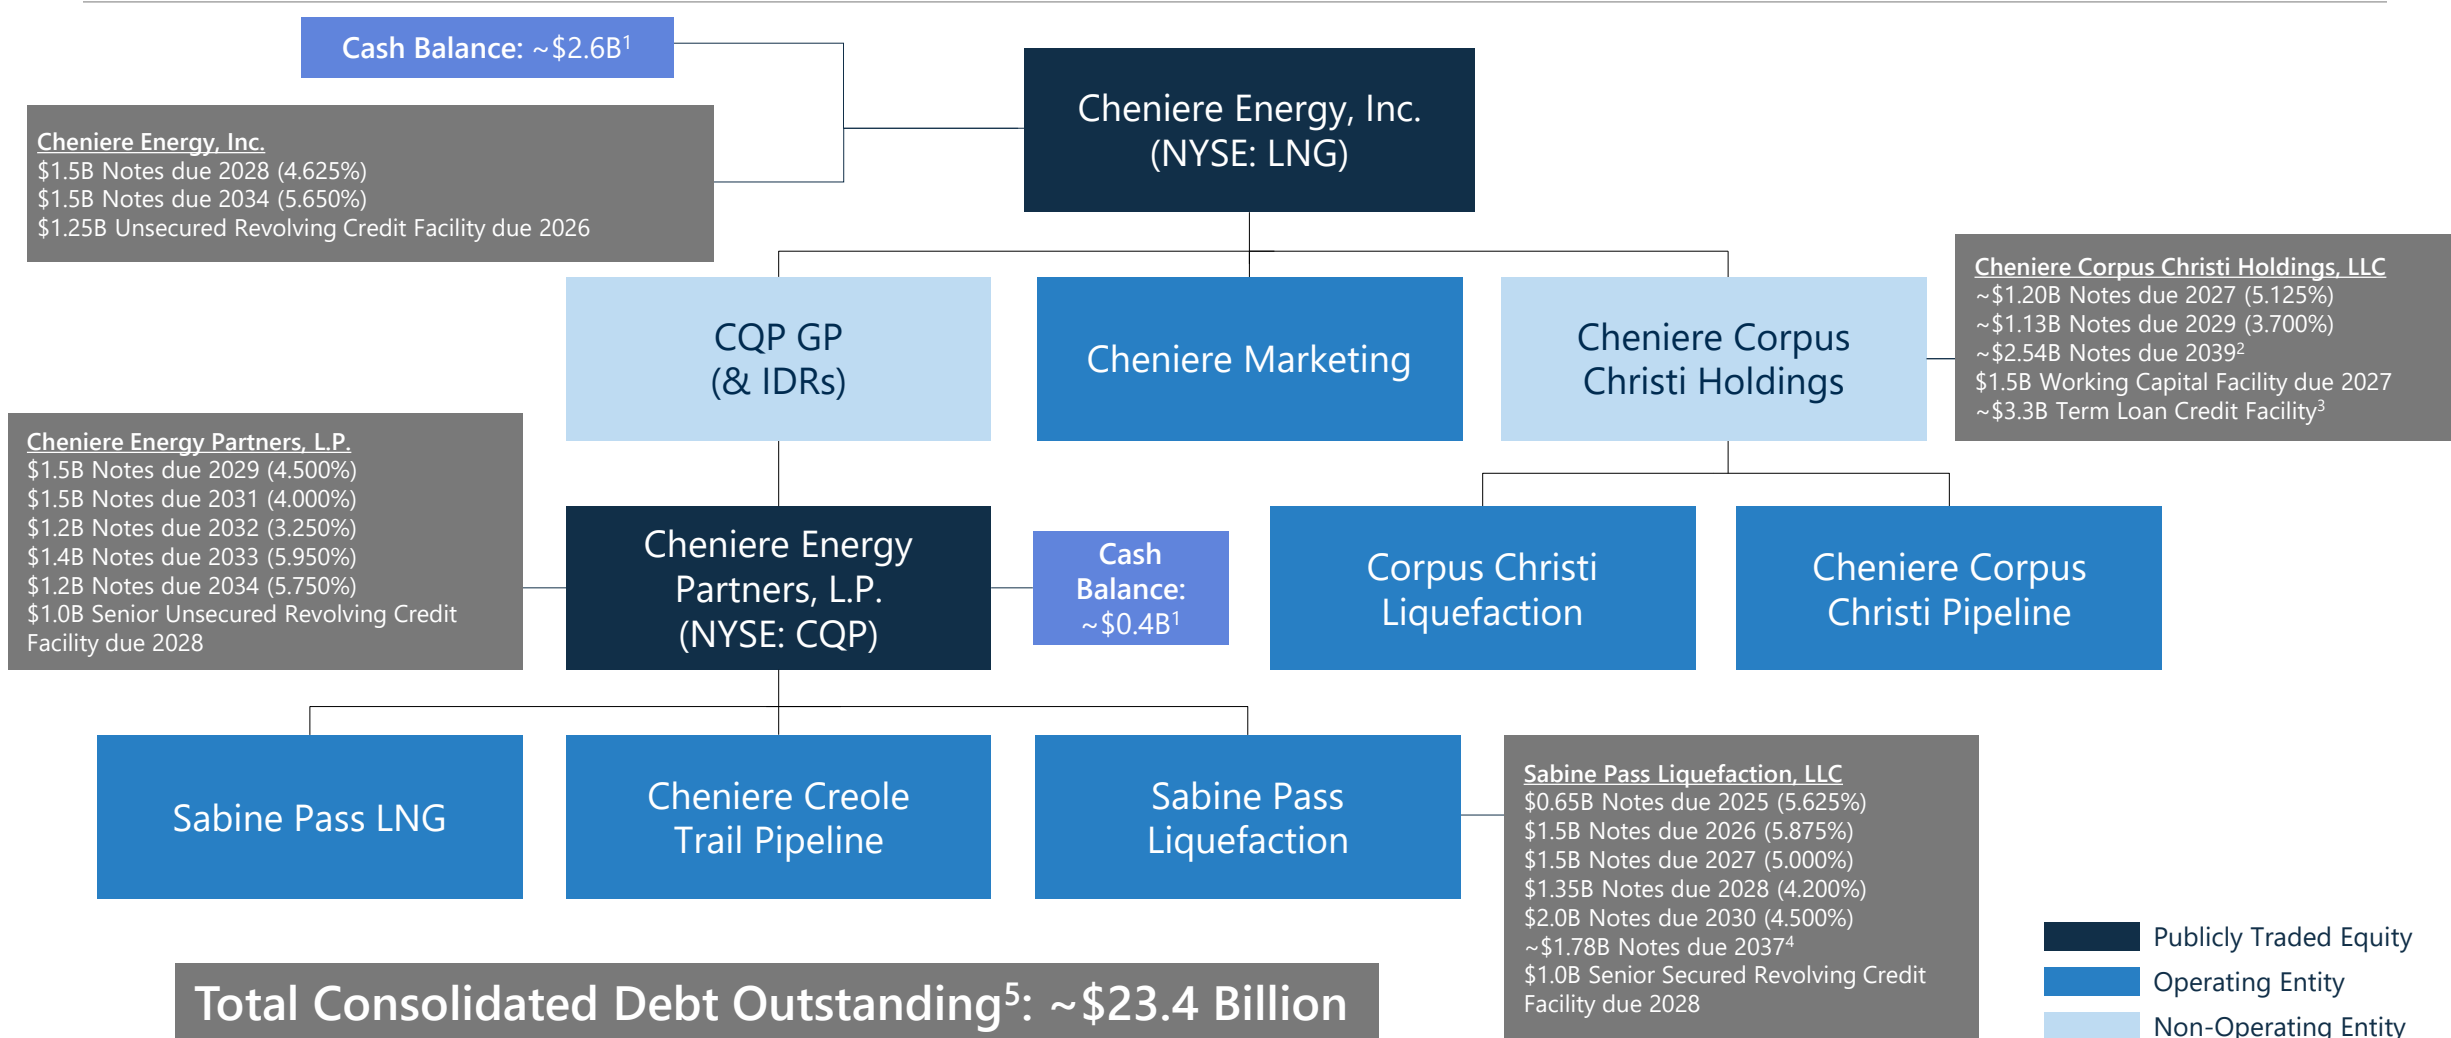 Cash Balance: ~$2.6B¹
Cheniere Energy, Inc.
(NYSE: LNG)
Cheniere Energy, Inc.
$1.5B Notes due 2028 (4.625%)
$1.5B Notes due 2034 (5.650%)
$1.25B Unsecured Revolving Credit Facility due 2026
CQP GP
(& IDRs)
Cheniere Marketing
Cheniere Corpus
Christi Holdings
Cheniere Corpus Christi Holdings, LLC
~$1.20B Notes due 2027 (5.125%)
~$1.13B Notes due 2029 (3.700%)
~$2.54B Notes due 2039²
$1.5B Working Capital Facility due 2027
~$3.3B Term Loan Credit Facility³
Cheniere Energy Partners, L.P.
$1.5B Notes due 2029 (4.500%)
$1.5B Notes due 2031 (4.000%)
$1.2B Notes due 2032 (3.250%)
$1.4B Notes due 2033 (5.950%)
$1.2B Notes due 2034 (5.750%)
$1.0B Senior Unsecured Revolving Credit
Facility due 2028
Cheniere Energy
Partners, L.P.
(NYSE: CQP)
Cash
Balance:
~$0.4B¹
Corpus Christi
Liquefaction
Cheniere Corpus
Christi Pipeline
Sabine Pass LNG
Cheniere Creole
Trail Pipeline
Sabine Pass
Liquefaction
Sabine Pass Liquefaction, LLC
$0.65B Notes due 2025 (5.625%)
$1.5B Notes due 2026 (5.875%)
$1.5B Notes due 2027 (5.000%)
$1.35B Notes due 2028 (4.200%)
$2.0B Notes due 2030 (4.500%)
~$1.78B Notes due 2037⁴
$1.0B Senior Secured Revolving Credit
Facility due 2028
Publicly Traded Equity
Operating Entity
Non-Operating Entity
Total Consolidated Debt Outstanding⁵: ~$23.4 Billion